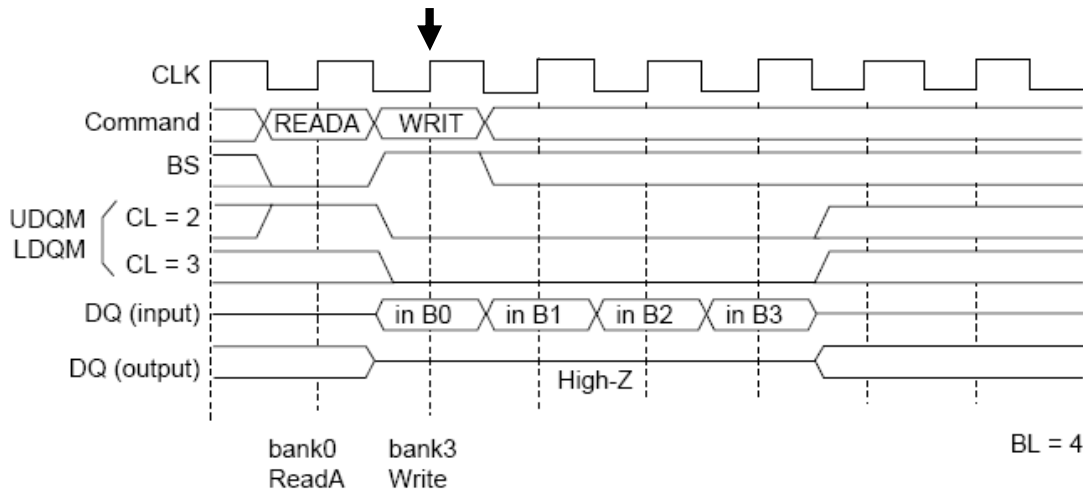 CLK
Command
READA
WRIT
BS
UDQM
LDQM
CL = 2
CL = 3
DQ (input)
in B0
in B1
in B2
in B3
DQ (output)
High-Z
bank0
ReadA
bank3
Write
BL = 4